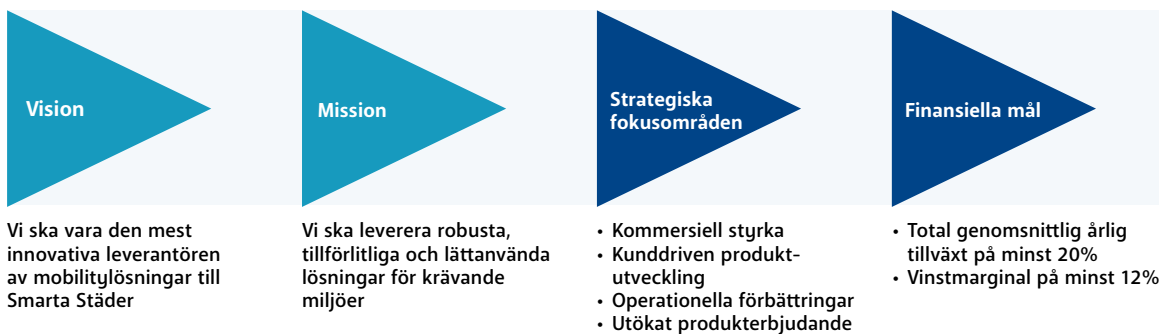 Vision
Vi ska vara den mest
innovativa leverantören
av mobilitylösningar till
Smarta Städer
Mission
Vi ska leverera robusta,
tillförlitliga och lättanvända
lösningar för krävande
miljöer
Strategiska
fokusområden
• Kommersiell styrka
• Kunddriven produkt-
utveckling
• Operationella förbättringar
• Utökat produkterbjudande
Finansiella mål
• Total genomsnittlig årlig
tillväxt på minst 20%
• Vinstmarginal på minst 12%